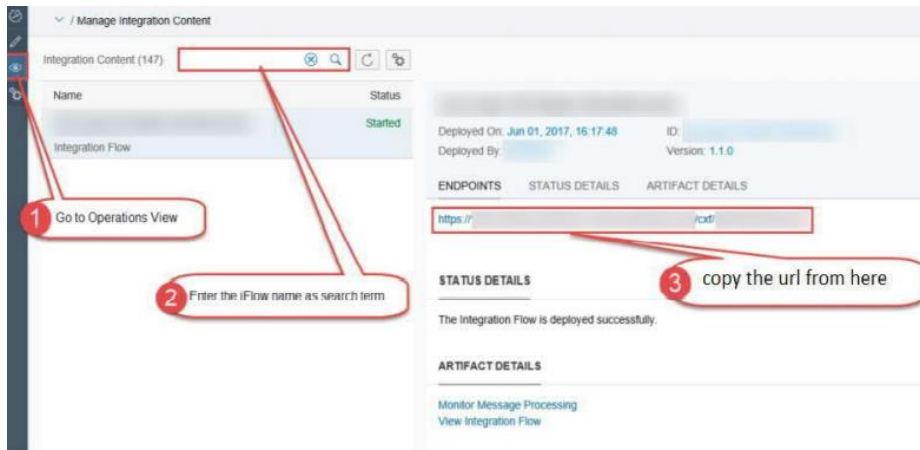 / Manage Integration Content
Integration Content (147)
Name
Status
Started
Integration Flow
1 Go to Operations View
2 Enter the iFlow name as search term
Deployed On: Jun 01, 2017, 16:17:48
ID:
Deployed By:
Version: 1.1.0
ENDPOINTS STATUS DETAILS ARTIFACT DETAILS
https:// /cxf/
3 copy the url from here
STATUS DETAILS
The Integration Flow is deployed successfully.
ARTIFACT DETAILS
Monitor Message Processing
View Integration Flow